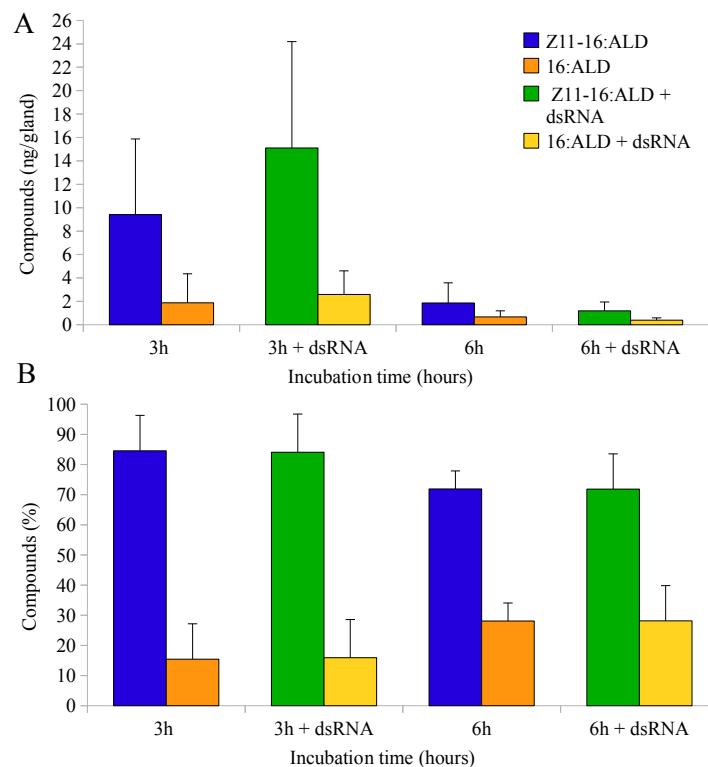 A
26
24
22
20
18
16
14
12
10
8
6
4
2
0
Compounds (ng/gland)
Z11-16:ALD
16:ALD
Z11-16:ALD +
dsRNA
16:ALD + dsRNA
3h 3h + dsRNA 6h 6h + dsRNA
Incubation time (hours)
B
100
90
80
70
60
50
40
30
20
10
0
Compounds (%)
3h 3h + dsRNA 6h 6h + dsRNA
Incubation time (hours)